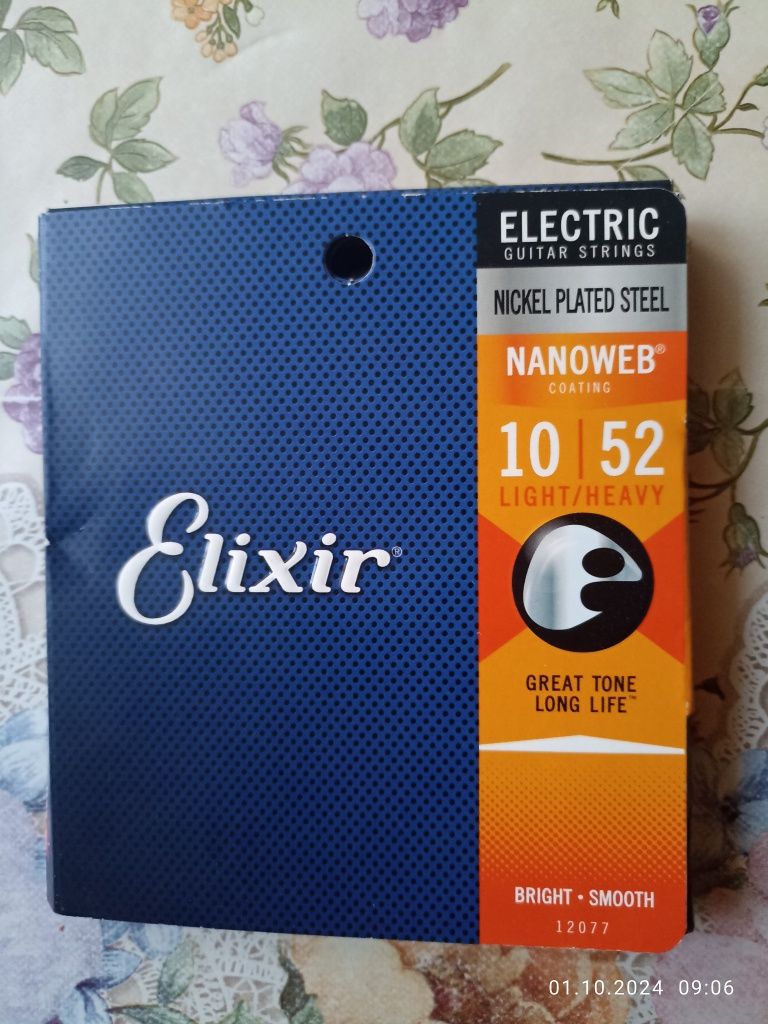 Elixir®
ELECTRIC
GUITAR STRINGS
NICKEL PLATED STEEL
NANOWEB®
COATING
10 | 52
LIGHT/HEAVY
GREAT TONE
LONG LIFE™
BRIGHT • SMOOTH
12077
01.10.2024 09:06